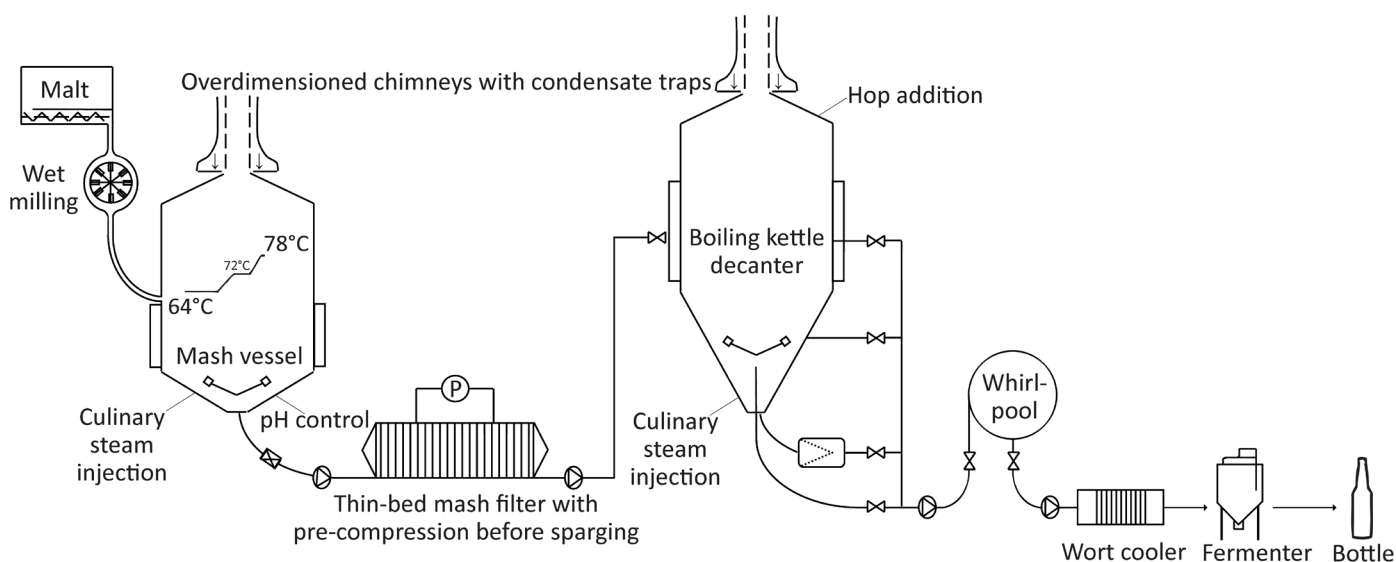 Overdimensioned chimneys with condensate traps
Malt
Hop addition
Wet
milling
78°C
72°C
64°C
Boiling kettle
decanter
Mash vessel
P
Whirl-
pool
Culinary
steam
injection
pH control
Culinary
steam
injection
Thin-bed mash filter with
pre-compression before sparging
Wort cooler
Fermenter
Bottle